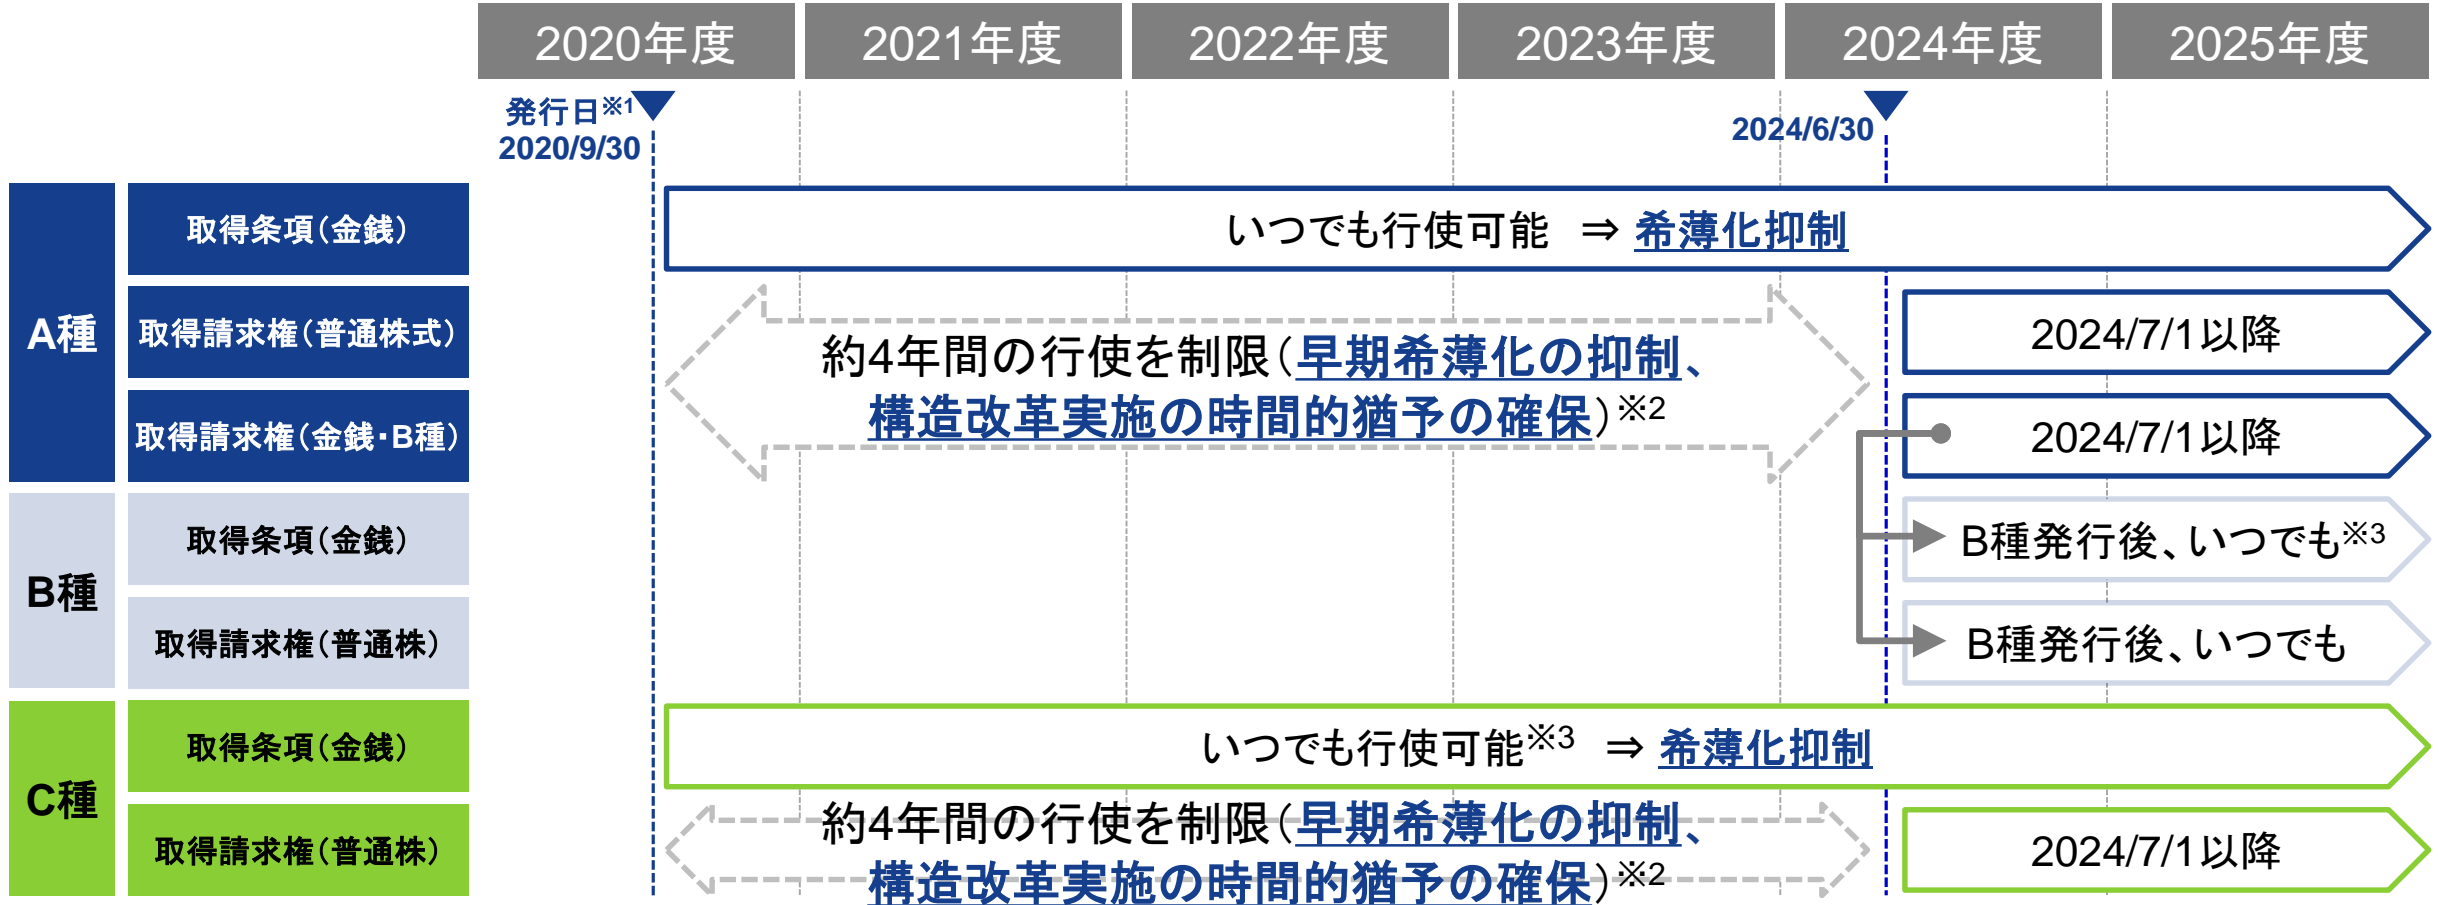 2020年度 2021年度 2022年度 2023年度 2024年度 2025年度
発行日※1
2020/9/30
2024/6/30
A種
取得条項(金銭)
いつでも行使可能 ⇒ 希薄化抑制
取得請求権(普通株式)
約4年間の行使を制限(早期希薄化の抑制、
構造改革実施の時間的猶予の確保)※2
2024/7/1以降
取得請求権(金銭・B種)
2024/7/1以降
B種
取得条項(金銭)
B種発行後、いつでも※3
取得請求権(普通株)
B種発行後、いつでも
C種
取得条項(金銭)
いつでも行使可能※3 ⇒ 希薄化抑制
取得請求権(普通株)
約4年間の行使を制限(早期希薄化の抑制、
構造改革実施の時間的猶予の確保)※2
2024/7/1以降